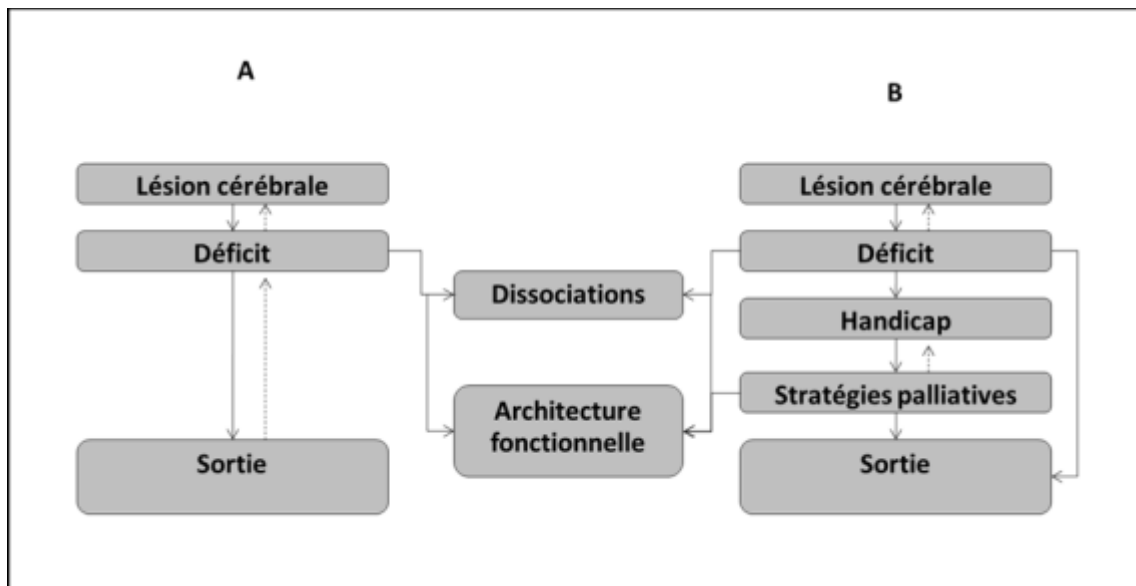 A
B
Lésion cérébrale
Déficit
Sortie
Dissociations
Architecture
fonctionnelle
Lésion cérébrale
Déficit
Handicap
Stratégies palliatives
Sortie